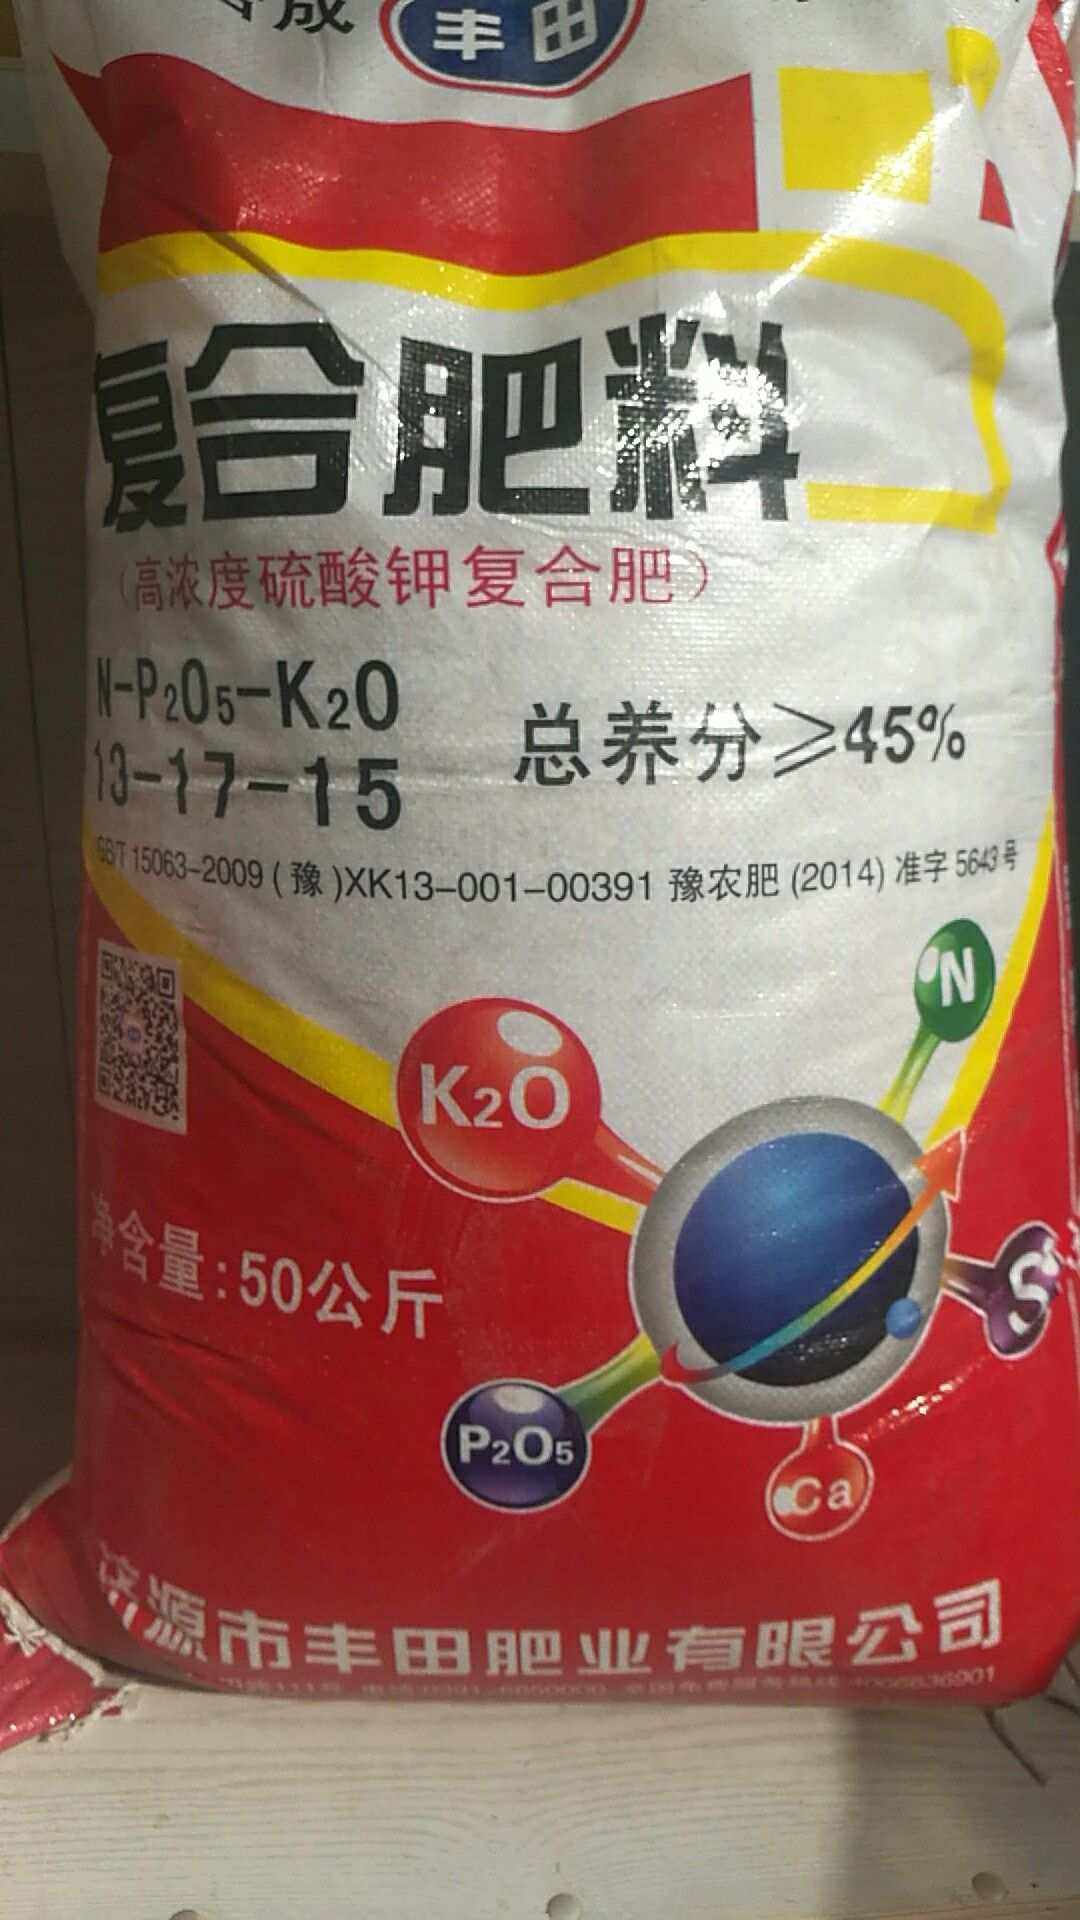 丰田
复合肥料
（高浓度硫酸钾复合肥）
N-P2O5-K2O
13-17-15
总养分≥45%
GB/T 15063-2009 (豫)XK13-001-00391 豫农肥 (2014) 准字 5643号
N
K2O
S
净含量:50公斤
P2O5
Ca
济源市丰田肥业有限公司